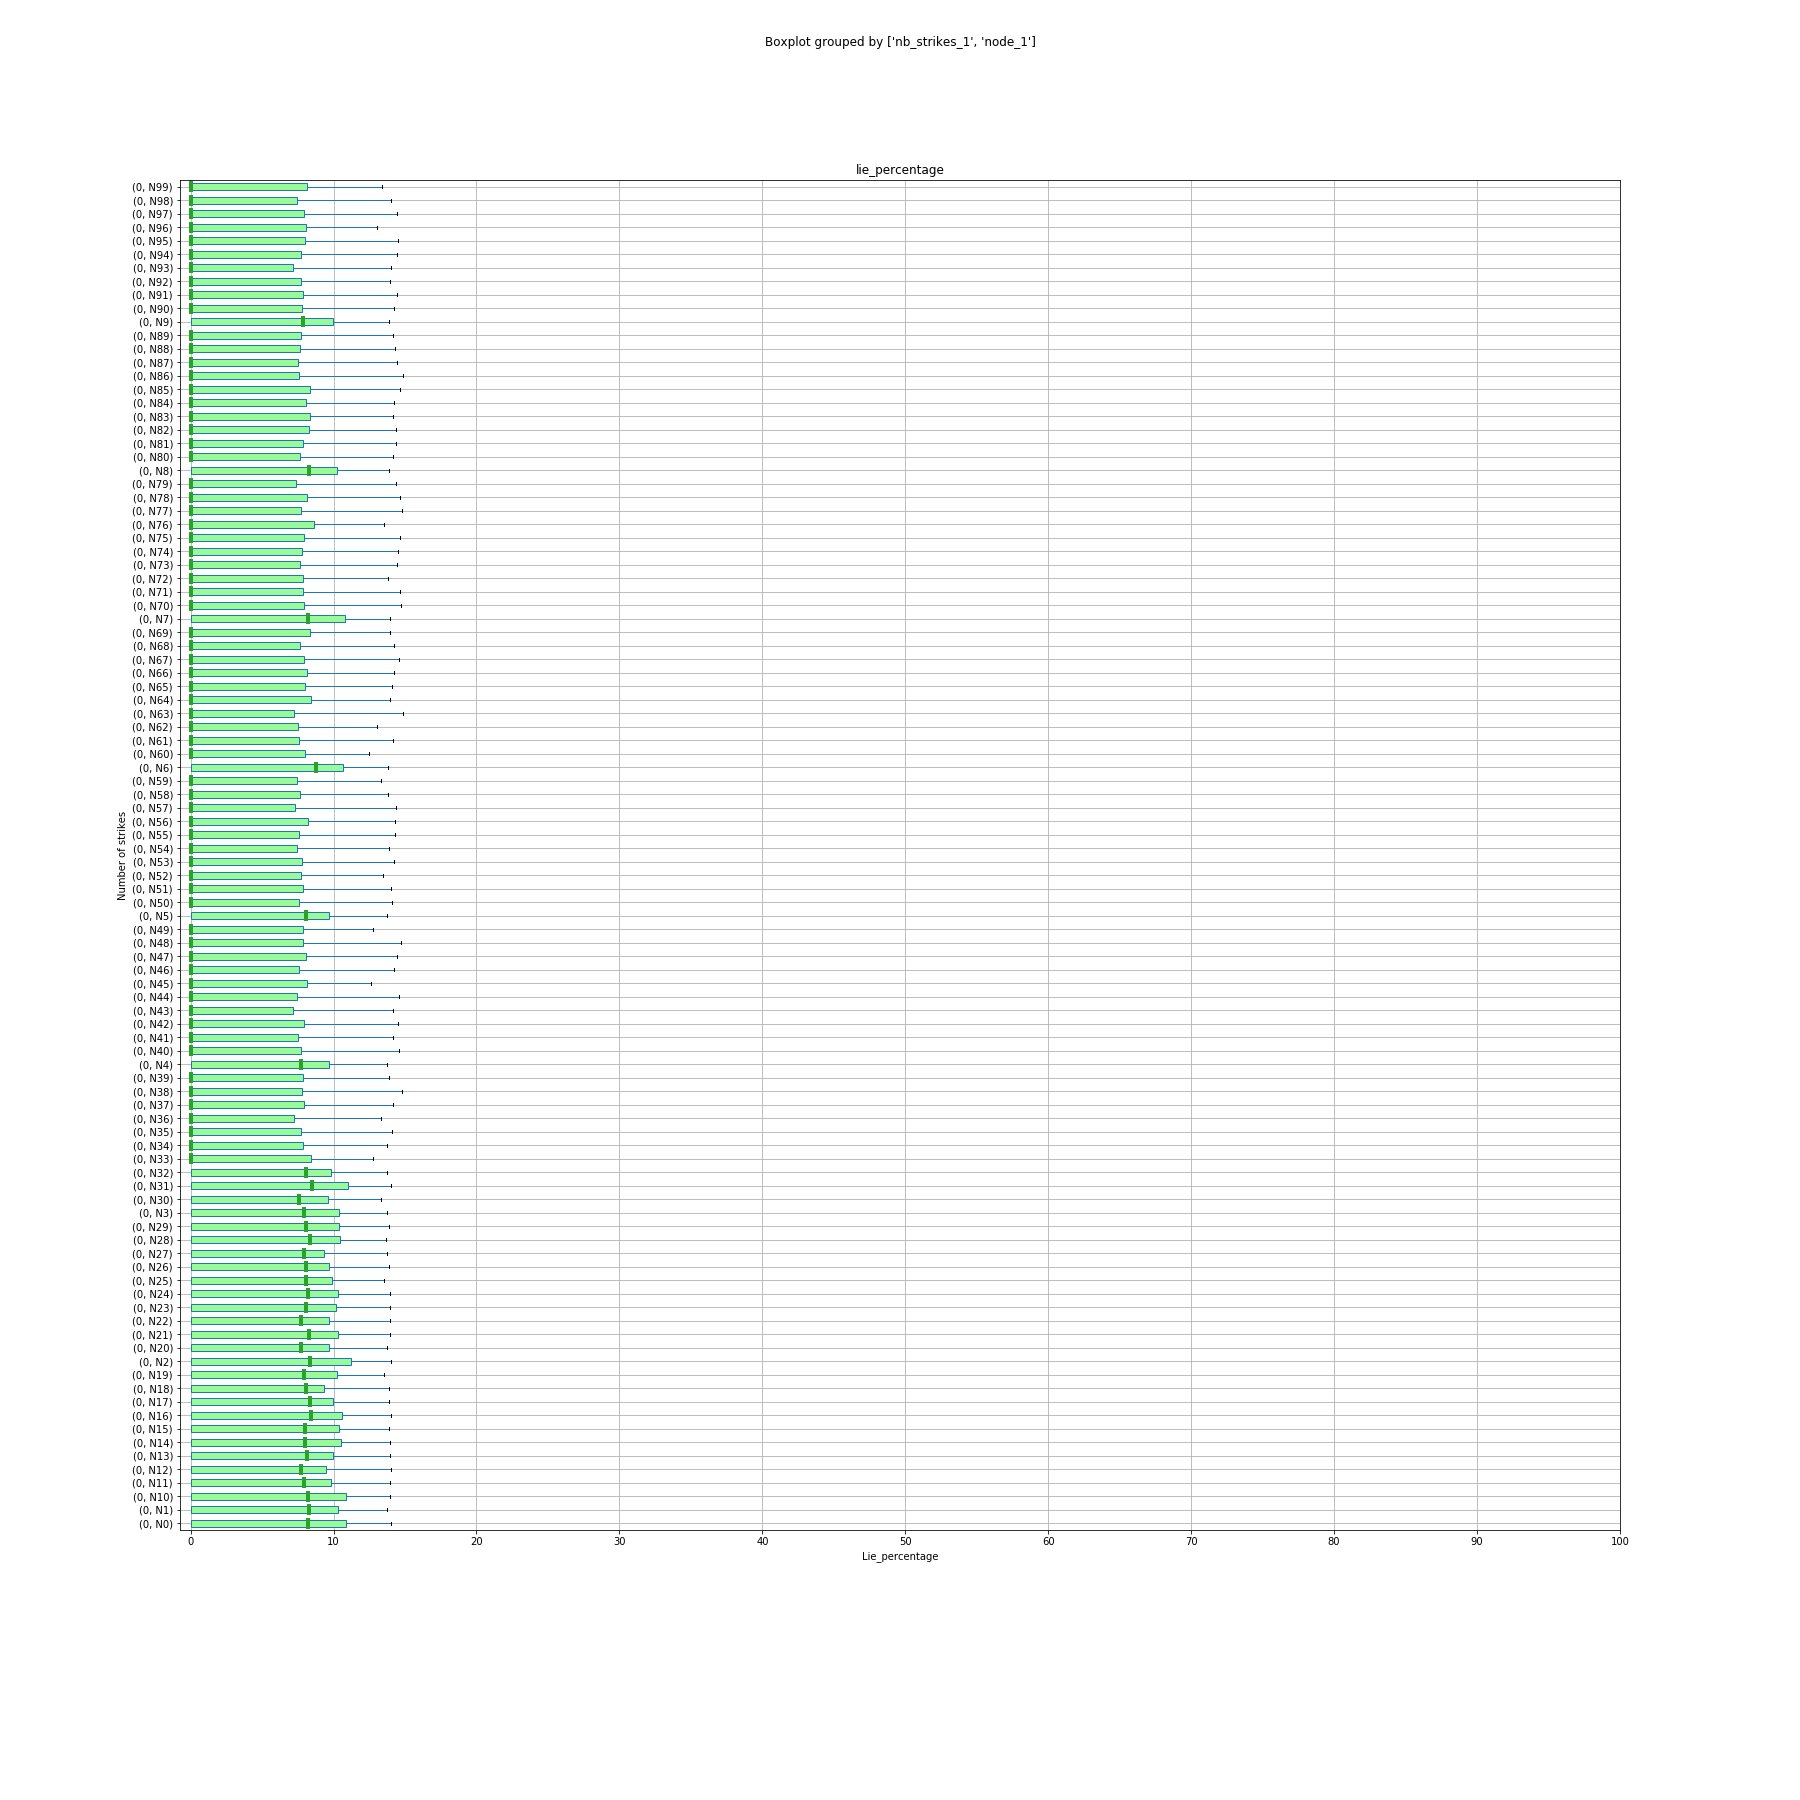 Boxplot grouped by ['nb_strikes_1', 'node_1']
lie_percentage
(0, N99)
(0, N98)
(0, N97)
(0, N96)
(0, N95)
(0, N94)
(0, N93)
(0, N92)
(0, N91)
(0, N90)
(0, N9)
(0, N89)
(0, N88)
(0, N87)
(0, N86)
(0, N85)
(0, N84)
(0, N83)
(0, N82)
(0, N81)
(0, N80)
(0, N8)
(0, N79)
(0, N78)
(0, N77)
(0, N76)
(0, N75)
(0, N74)
(0, N73)
(0, N72)
(0, N71)
(0, N70)
(0, N7)
(0, N69)
(0, N68)
(0, N67)
(0, N66)
(0, N65)
(0, N64)
(0, N63)
(0, N62)
(0, N61)
(0, N60)
(0, N6)
(0, N59)
(0, N58)
(0, N57)
(0, N56)
(0, N55)
(0, N54)
(0, N53)
(0, N52)
(0, N51)
(0, N50)
(0, N5)
(0, N49)
(0, N48)
(0, N47)
(0, N46)
(0, N45)
(0, N44)
(0, N43)
(0, N42)
(0, N41)
(0, N40)
(0, N4)
(0, N39)
(0, N38)
(0, N37)
(0, N36)
(0, N35)
(0, N34)
(0, N33)
(0, N32)
(0, N31)
(0, N30)
(0, N3)
(0, N29)
(0, N28)
(0, N27)
(0, N26)
(0, N25)
(0, N24)
(0, N23)
(0, N22)
(0, N21)
(0, N20)
(0, N2)
(0, N19)
(0, N18)
(0, N17)
(0, N16)
(0, N15)
(0, N14)
(0, N13)
(0, N12)
(0, N11)
(0, N10)
(0, N1)
(0, N0)
Number of strikes
0 10 20 30 40 50 60 70 80 90 100
Lie_percentage